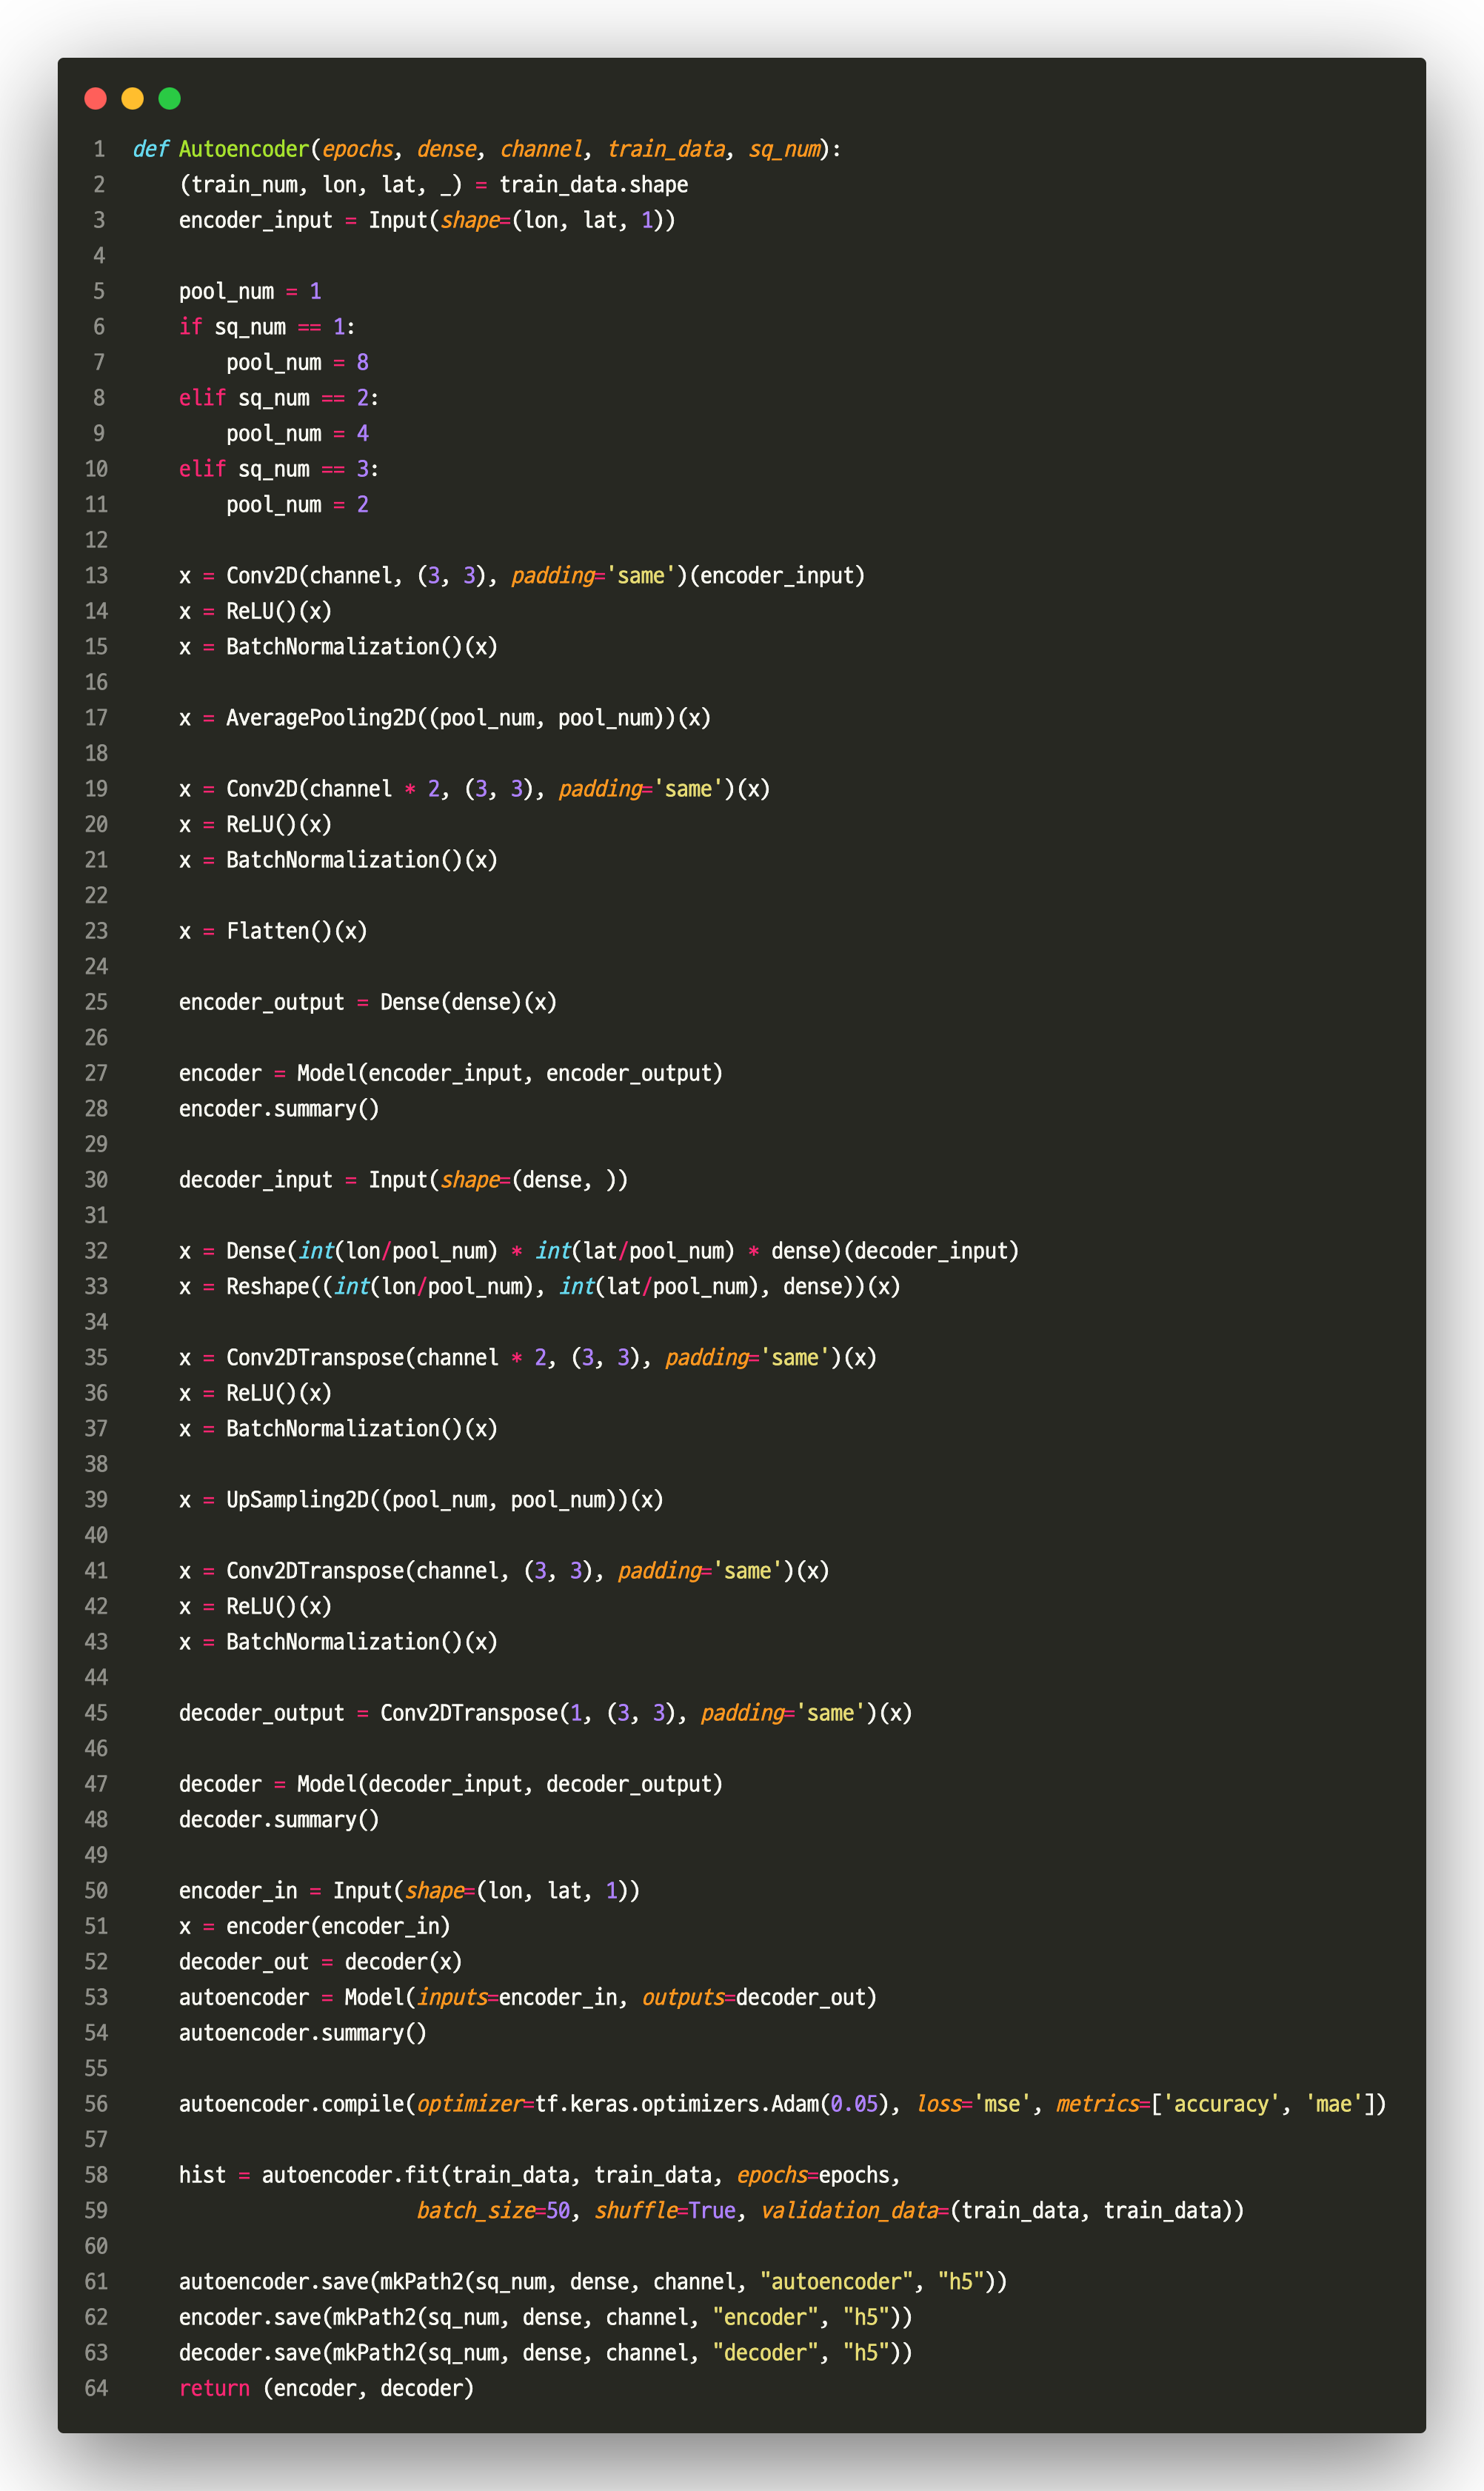 1 def Autoencoder(epochs, dense, channel, train_data, sq_num):
2     (train_num, lon, lat, _) = train_data.shape
3     encoder_input = Input(shape=(lon, lat, 1))
4
5     pool_num = 1
6     if sq_num == 1:
7         pool_num = 8
8     elif sq_num == 2:
9         pool_num = 4
10     elif sq_num == 3:
11         pool_num = 2
12
13     x = Conv2D(channel, (3, 3), padding='same')(encoder_input)
14     x = ReLU()(x)
15     x = BatchNormalization()(x)
16
17     x = AveragePooling2D((pool_num, pool_num))(x)
18
19     x = Conv2D(channel * 2, (3, 3), padding='same')(x)
20     x = ReLU()(x)
21     x = BatchNormalization()(x)
22
23     x = Flatten()(x)
24
25     encoder_output = Dense(dense)(x)
26
27     encoder = Model(encoder_input, encoder_output)
28     encoder.summary()
29
30     decoder_input = Input(shape=(dense, ))
31
32     x = Dense(int(lon/pool_num) * int(lat/pool_num) * dense)(decoder_input)
33     x = Reshape((int(lon/pool_num), int(lat/pool_num), dense))(x)
34
35     x = Conv2DTranspose(channel * 2, (3, 3), padding='same')(x)
36     x = ReLU()(x)
37     x = BatchNormalization()(x)
38
39     x = UpSampling2D((pool_num, pool_num))(x)
40
41     x = Conv2DTranspose(channel, (3, 3), padding='same')(x)
42     x = ReLU()(x)
43     x = BatchNormalization()(x)
44
45     decoder_output = Conv2DTranspose(1, (3, 3), padding='same')(x)
46
47     decoder = Model(decoder_input, decoder_output)
48     decoder.summary()
49
50     encoder_in = Input(shape=(lon, lat, 1))
51     x = encoder(encoder_in)
52     decoder_out = decoder(x)
53     autoencoder = Model(inputs=encoder_in, outputs=decoder_out)
54     autoencoder.summary()
55
56     autoencoder.compile(optimizer=tf.keras.optimizers.Adam(0.05), loss='mse', metrics=['accuracy', 'mae'])
57
58     hist = autoencoder.fit(train_data, train_data, epochs=epochs,
59                         batch_size=50, shuffle=True, validation_data=(train_data, train_data))
60
61     autoencoder.save(mkPath2(sq_num, dense, channel, "autoencoder", "h5"))
62     encoder.save(mkPath2(sq_num, dense, channel, "encoder", "h5"))
63     decoder.save(mkPath2(sq_num, dense, channel, "decoder", "h5"))
64     return (encoder, decoder)